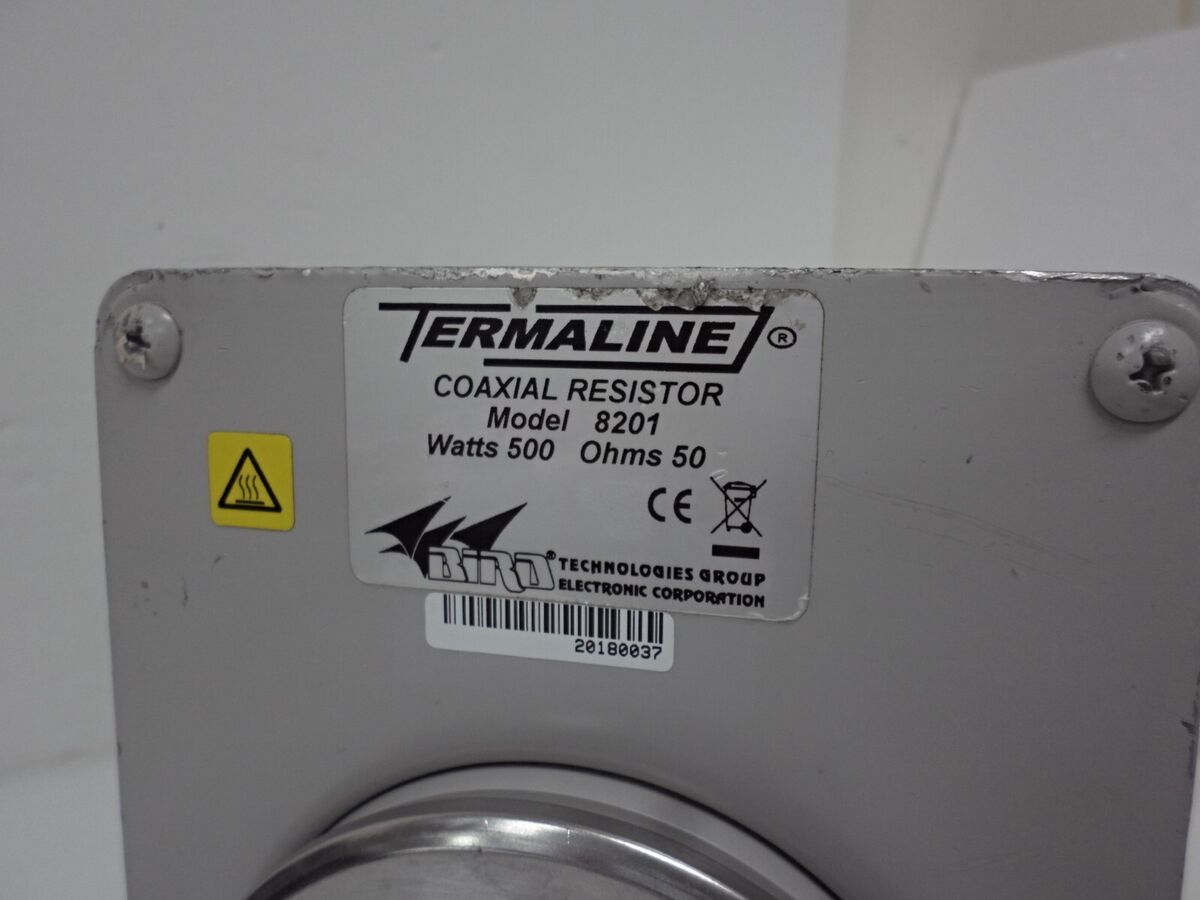 TERMALINE®
COAXIAL RESISTOR
Model 8201
Watts 500 Ohms 50
CE
BIRD® TECHNOLOGIES GROUP
ELECTRONIC CORPORATION
20180037